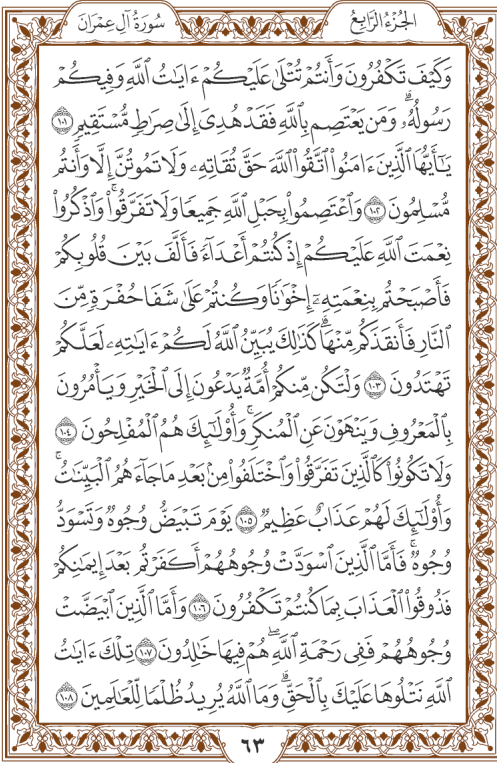 الجُزْءُ الرَّابِعُ
سُورَةُ آلِ عِمْرَان
وَكَيْفَ تَكْفُرُونَ وَأَنتُمْ تُتْلَىٰ عَلَيْكُمْ ءَايَٰتُ ٱللَّهِ وَفِيكُمْ
رَسُولُهُۥۗ وَمَن يَعْتَصِم بِٱللَّهِ فَقَدْ هُدِىَ إِلَىٰ صِرَٰطٍ مُّسْتَقِيمٍ ١٠١
يَٰٓأَيُّهَا ٱلَّذِينَ ءَامَنُوا۟ ٱتَّقُوا۟ ٱللَّهَ حَقَّ تُقَاتِهِۦ وَلَا تَمُوتُنَّ إِلَّا وَأَنتُم
مُّسْلِمُونَ ١٠٢ وَٱعْتَصِمُوا۟ بِحَبْلِ ٱللَّهِ جَمِيعًا وَلَا تَفَرَّقُوا۟ۚ وَٱذْكُرُوا۟
نِعْمَتَ ٱللَّهِ عَلَيْكُمْ إِذْ كُنتُمْ أَعْدَآءً فَأَلَّفَ بَيْنَ قُلُوبِكُمْ
فَأَصْبَحْتُم بِنِعْمَتِهِۦٓ إِخْوَٰنًا وَكُنتُمْ عَلَىٰ شَفَا حُفْرَةٍ مِّنَ
ٱلنَّارِ فَأَنقَذَكُم مِّنْهَاۗ كَذَٰلِكَ يُبَيِّنُ ٱللَّهُ لَكُمْ ءَايَٰتِهِۦ لَعَلَّكُمْ
تَهْتَدُونَ ١٠٣ وَلْتَكُن مِّنكُمْ أُمَّةٌ يَدْعُونَ إِلَى ٱلْخَيْرِ وَيَأْمُرُونَ
بِٱلْمَعْرُوفِ وَيَنْهَوْنَ عَنِ ٱلْمُنكَرِۚ وَأُو۟لَٰٓئِكَ هُمُ ٱلْمُفْلِحُونَ ١٠٤
وَلَا تَكُونُوا۟ كَٱلَّذِينَ تَفَرَّقُوا۟ وَٱخْتَلَفُوا۟ مِنۢ بَعْدِ مَا جَآءَهُمُ ٱلْبَيِّنَٰتُۚ
وَأُو۟لَٰٓئِكَ لَهُمْ عَذَابٌ عَظِيمٌ ١٠٥ يَوْمَ تَبْيَضُّ وُجُوهٌ وَتَسْوَدُّ
وُجُوهٌۚ فَأَمَّا ٱلَّذِينَ ٱسْوَدَّتْ وُجُوهُهُمْ أَكَفَرْتُم بَعْدَ إِيمَٰنِكُمْ
فَذُوقُوا۟ ٱلْعَذَابَ بِمَا كُنتُمْ تَكْفُرُونَ ١٠٦ وَأَمَّا ٱلَّذِينَ ٱبْيَضَّتْ
وُجُوهُهُمْ فَفِى رَحْمَةِ ٱللَّهِۖ هُمْ فِيهَا خَٰلِدُونَ ١٠٧ تِلْكَ ءَايَٰتُ
ٱللَّهِ نَتْلُوهَا عَلَيْكَ بِٱلْحَقِّۗ وَمَا ٱللَّهُ يُرِيدُ ظُلْمًا لِّلْعَٰلَمِينَ ١٠٨
٦٣